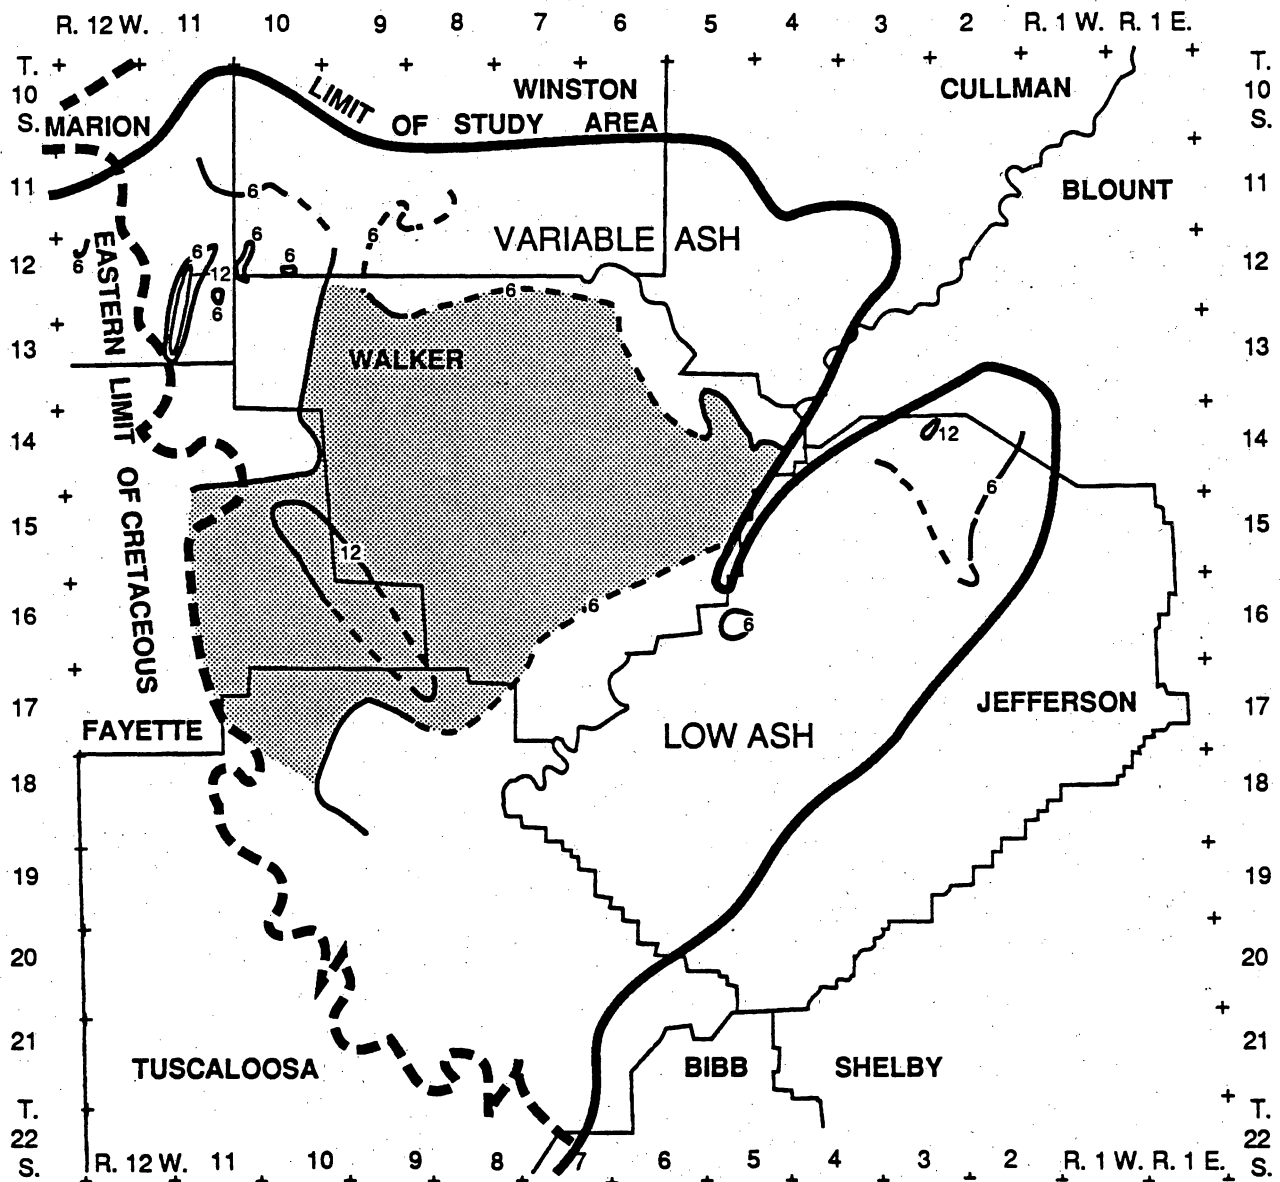 R. 12 W. 11 10 9 8 7 6 5 4 3 2 R. 1 W. R. 1 E.
T.
10
S.
T.
10
S.
WINSTON
CULLMAN
LIMIT OF STUDY AREA
MARION
11
11
BLOUNT
6
6
6
6
6
6
VARIABLE ASH
12
12
12
6
6
13
13
WALKER
14
14
12
6
15
15
12
EASTERN LIMIT OF CRETACEOUS
16
16
6
6
17
17
JEFFERSON
FAYETTE
LOW ASH
18
18
19
19
20
20
21
21
TUSCALOOSA
BIBB
SHELBY
T.
22
S.
T.
22
S.
R. 12 W. 11 10 9 8 7 6 5 4 3 2 R. 1 W. R. 1 E.